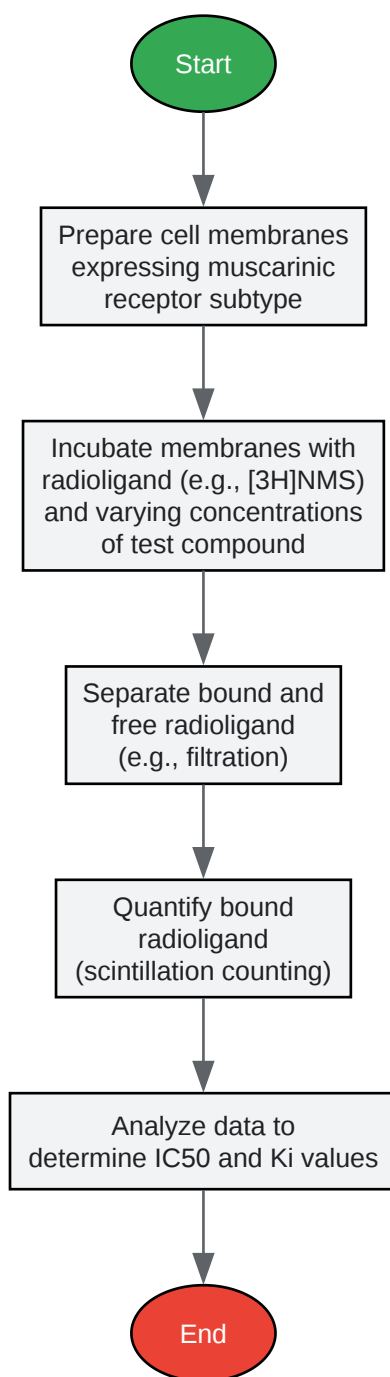 Start
Prepare cell membranes
expressing muscarinic
receptor subtype
Incubate membranes with
radioligand (e.g., [3H]NMS)
and varying concentrations
of test compound
Separate bound and
free radioligand
(e.g., filtration)
Quantify bound
radioligand
(scintillation counting)
Analyze data to
determine IC50 and Ki values
End